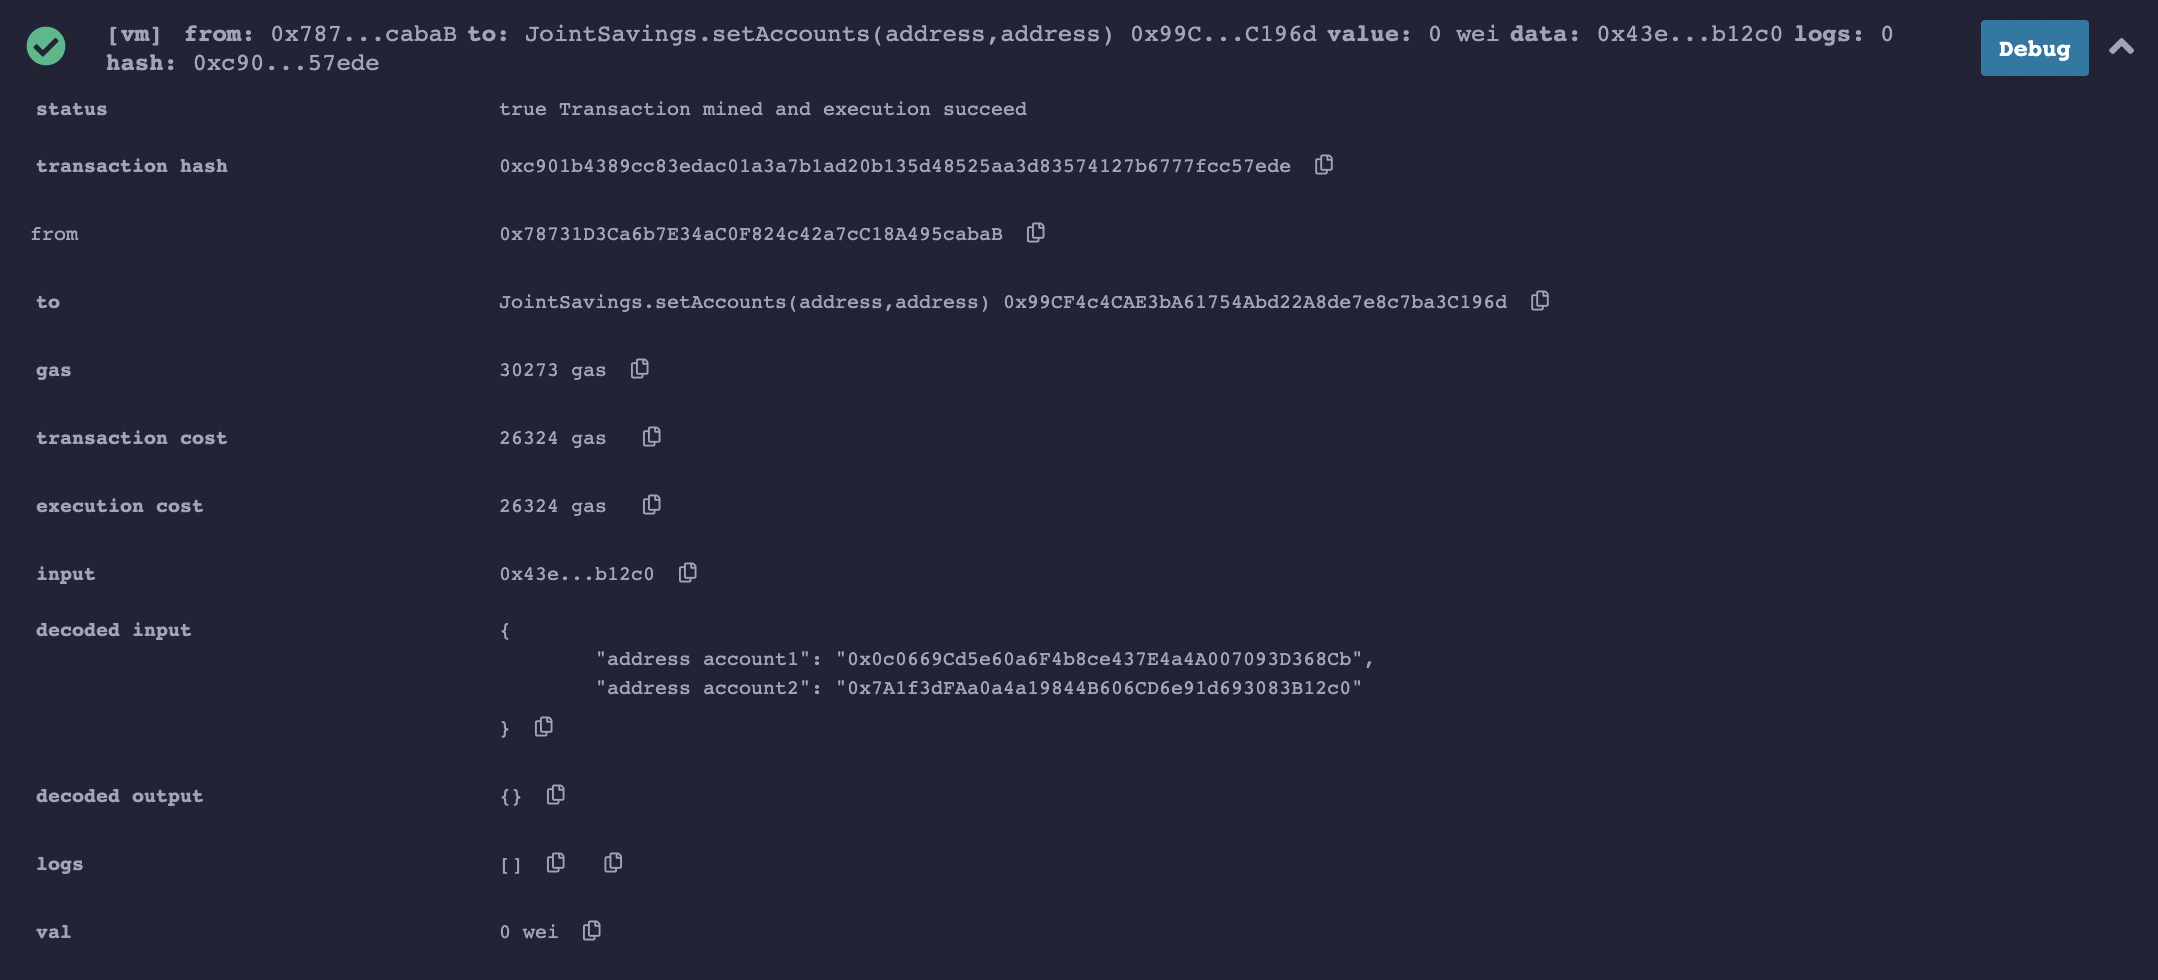 [vm] from: 0x787...cabaB to: JointSavings.setAccounts(address,address) 0x99C...C196d value: 0 wei data: 0x43e...b12c0 logs: 0
hash: 0xc90...57ede
Debug
status true Transaction mined and execution succeed
transaction hash 0xc901b4389cc83edac01a3a7b1ad20b135d48525aa3d83574127b6777fcc57ede
from 0x78731D3Ca6b7E34aC0F824c42a7cC18A495cabaB
to JointSavings.setAccounts(address,address) 0x99CF4c4CAE3bA61754Abd22A8de7e8c7ba3C196d
gas 30273 gas
transaction cost 26324 gas
execution cost 26324 gas
input 0x43e...b12c0
decoded input {
"address account1": "0x0c0669Cd5e60a6F4b8ce437E4a4A007093D368Cb",
"address account2": "0x7A1f3dFAa0a4a19844B606CD6e91d693083B12c0"
}
decoded output {}
logs []
val 0 wei